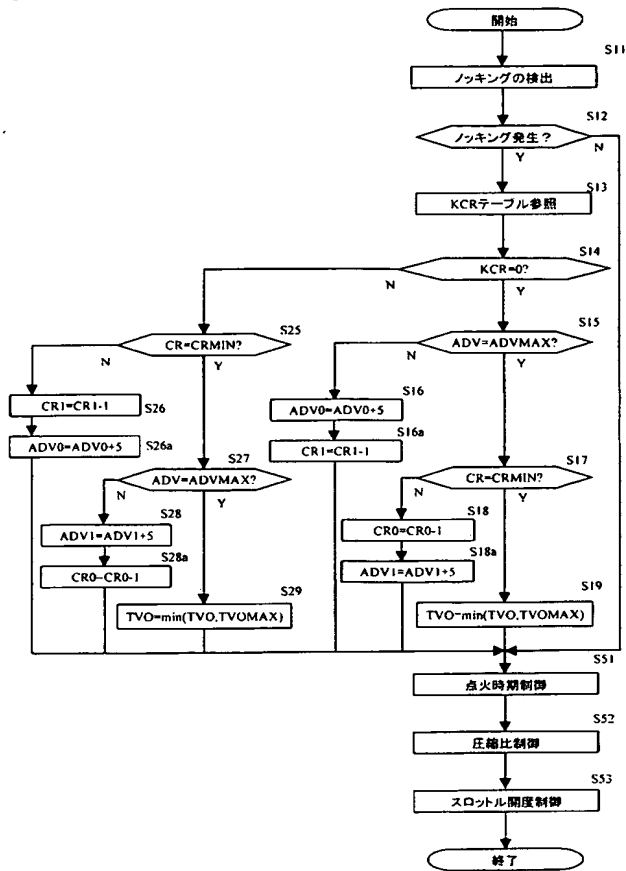 開始
S11
ノッキングの検出
S12
ノッキング発生?
N
Y
S13
KCRテーブル参照
S14
KCR=0?
N
Y
S25
CR=CRMIN?
N
Y
S15
ADV=ADVMAX?
N
Y
CR1=CR1-1
S26
ADV0=ADV0+5
S26a
S16
ADV0=ADV0+5
S16a
CR1=CR1-1
S27
ADV=ADVMAX?
N
Y
S17
CR=CRMIN?
N
Y
S28
ADV1=ADV1+5
S28a
CR0-CR0-1
S18
CR0=CR0-1
S18a
ADV1=ADV1+5
S29
TVO=min(TVO,TVOMAX)
S19
TVO-min(TVO,TVOMAX)
S51
点火時期制御
S52
圧縮比制御
S53
スロットル開度制御
終了